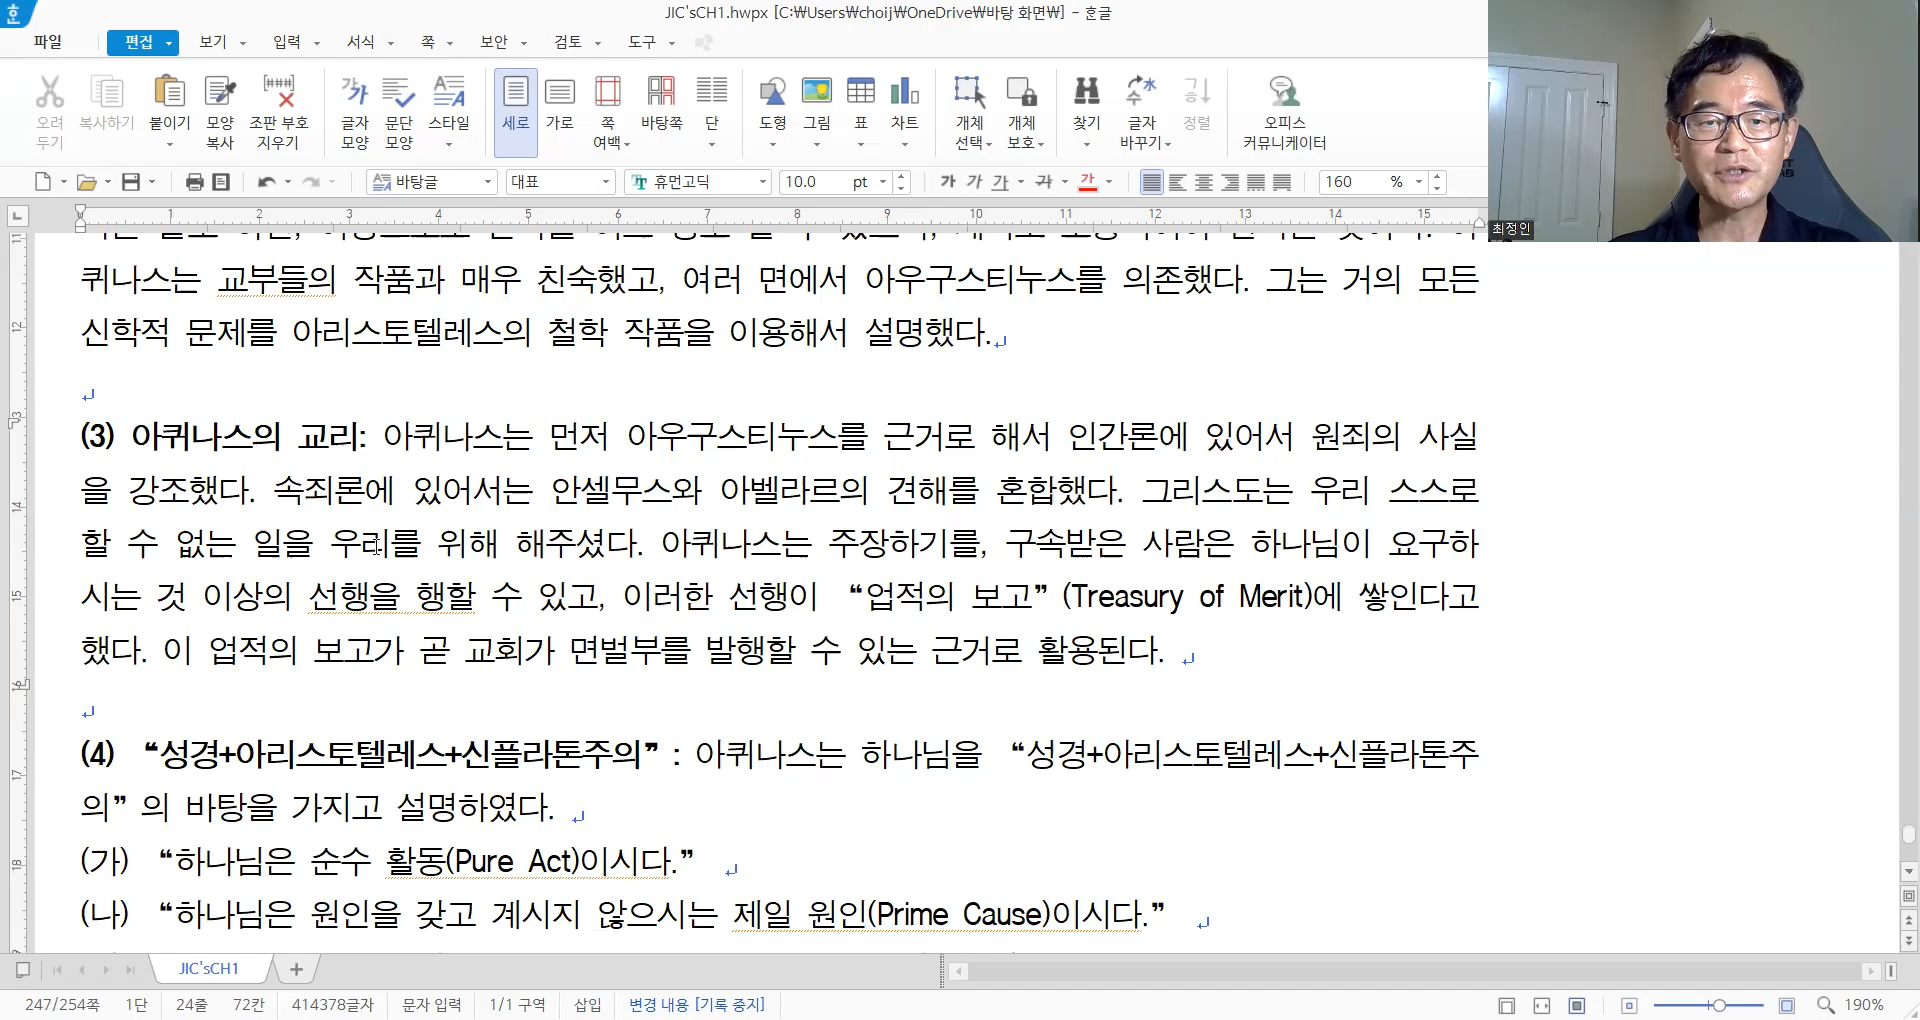 JIC'sCH1.hwpx [C:￦Users￦choij￦OneDrive￦바탕 화면￦] - 훈글
파일 편집 보기 입력 서식 쪽 보안 검토 도구
오려 두기
복사하기
붙이기
모양 복사
조판 부호 지우기
글자 모양
문단 모양
스타일
세로
가로
쪽 여백
바탕쪽
단
도형
그림
표
차트
개체 선택
개체 보호
찾기
글자 바꾸기
정렬
오피스 커뮤니케이터
바탕글 대표 휴먼고딕 10.0 pt 가 가 가 가 가 160 %
1 2 3 4 5 6 7 8 9 10 11 12 13 14 15
최정인
퀴나스는 교부들의 작품과 매우 친숙했고, 여러 면에서 아우구스티누스를 의존했다. 그는 거의 모든
신학적 문제를 아리스토텔레스의 철학 작품을 이용해서 설명했다.
(3) 아퀴나스의 교리: 아퀴나스는 먼저 아우구스티누스를 근거로 해서 인간론에 있어서 원죄의 사실
을 강조했다. 속죄론에 있어서는 안셀무스와 아벨라르의 견해를 혼합했다. 그리스도는 우리 스스로
할 수 없는 일을 우리를 위해 해주셨다. 아퀴나스는 주장하기를, 구속받은 사람은 하나님이 요구하
시는 것 이상의 선행을 행할 수 있고, 이러한 선행이 “업적의 보고”(Treasury of Merit)에 쌓인다고
했다. 이 업적의 보고가 곧 교회가 면벌부를 발행할 수 있는 근거로 활용된다.
(4) “성경+아리스토텔레스+신플라톤주의”: 아퀴나스는 하나님을 “성경+아리스토텔레스+신플라톤주
의”의 바탕을 가지고 설명하였다.
(가) “하나님은 순수 활동(Pure Act)이시다.”
(나) “하나님은 원인을 갖고 계시지 않으시는 제일 원인(Prime Cause)이시다.”
JIC'sCH1
247/254쪽 1단 24줄 72칸 414378글자 문자 입력 1/1 구역 삽입 변경 내용 [기록 중지] 190%